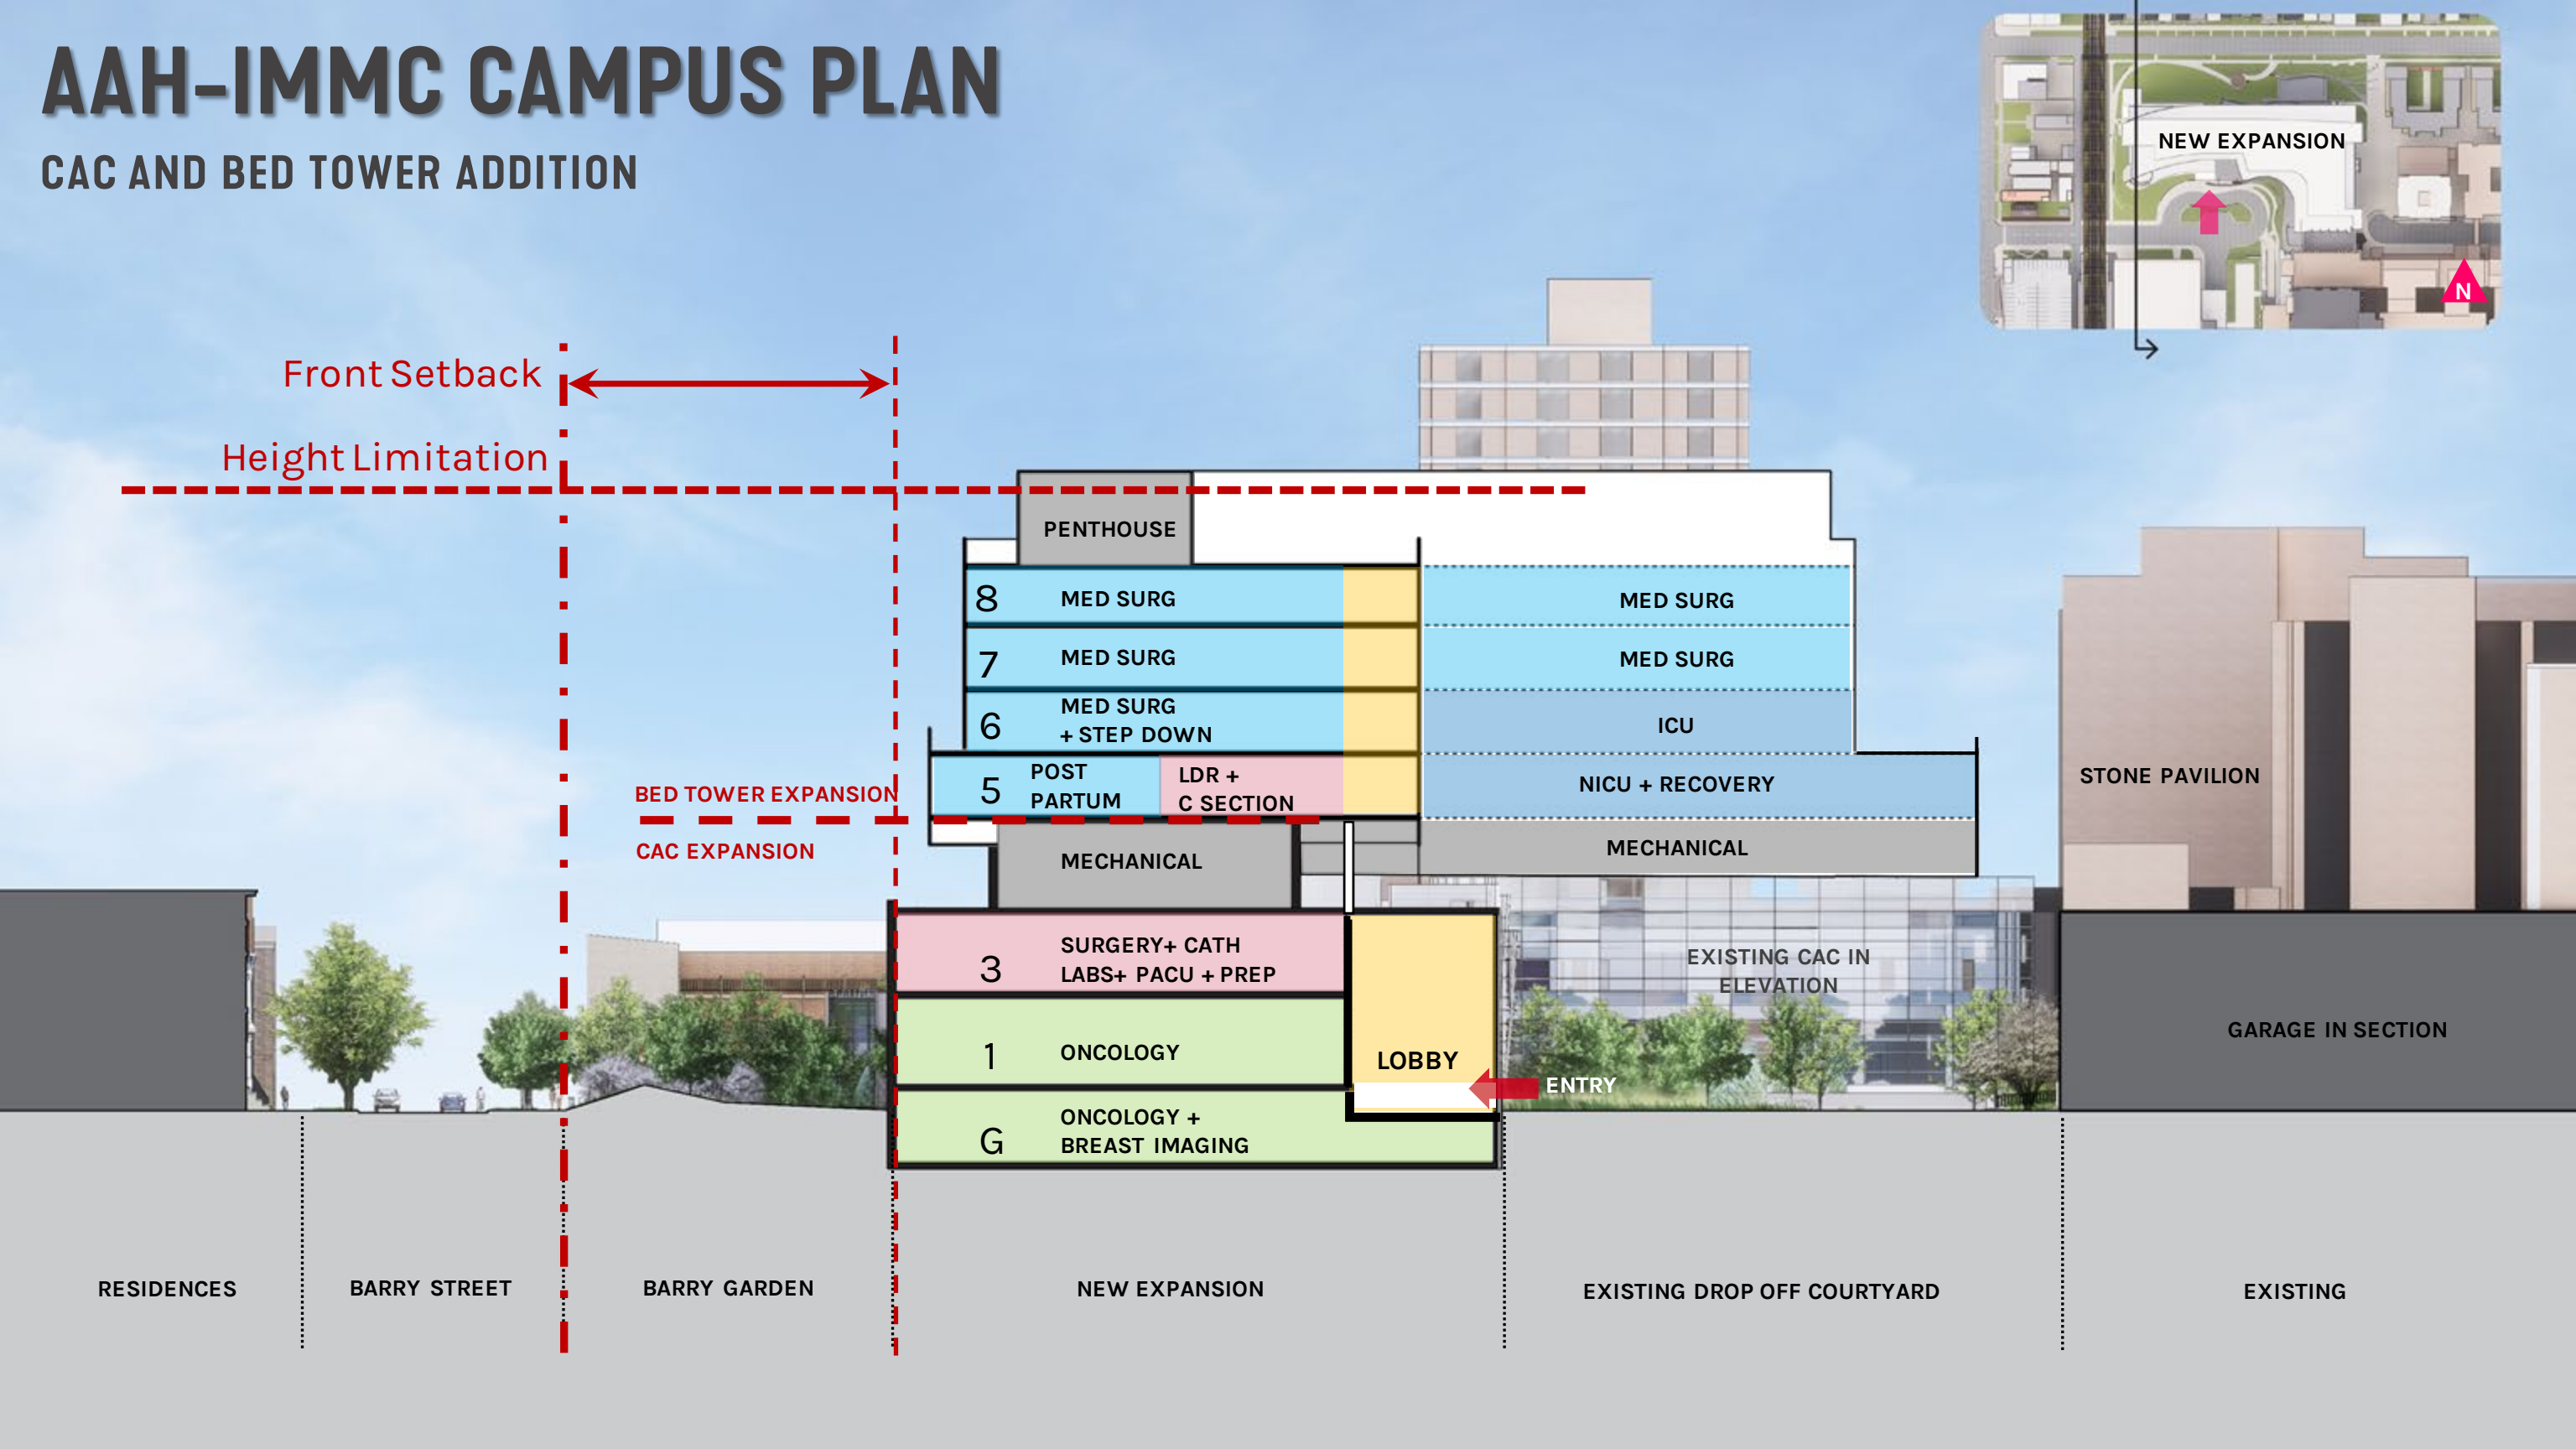 AAH-IMMC CAMPUS PLAN
CAC AND BED TOWER ADDITION
NEW EXPANSION
N
Front Setback
Height Limitation
PENTHOUSE
8 MED SURG
MED SURG
7 MED SURG
MED SURG
6 MED SURG
+ STEP DOWN
ICU
5 POST
PARTUM
LDR +
C SECTION
NICU + RECOVERY
STONE PAVILION
BED TOWER EXPANSION
CAC EXPANSION
MECHANICAL
MECHANICAL
3 SURGERY+ CATH
LABS+ PACU + PREP
EXISTING CAC IN
ELEVATION
GARAGE IN SECTION
1 ONCOLOGY
LOBBY
ENTRY
G ONCOLOGY +
BREAST IMAGING
RESIDENCES
BARRY STREET
BARRY GARDEN
NEW EXPANSION
EXISTING DROP OFF COURTYARD
EXISTING